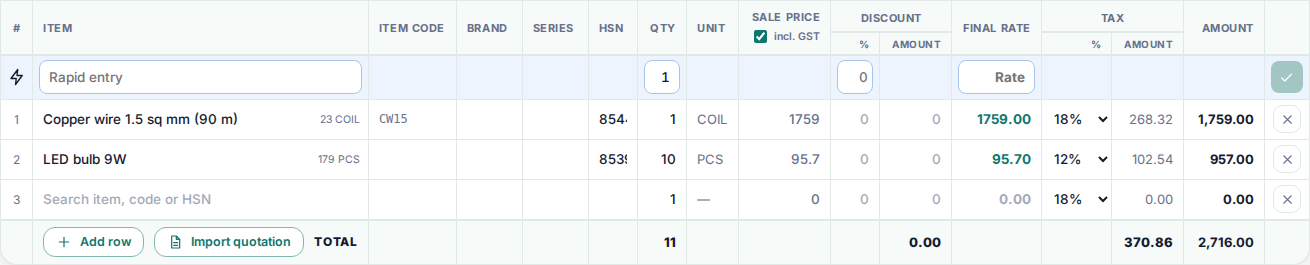 # ITEM ITEM CODE BRAND SERIES HSN QTY UNIT SALE PRICE incl. GST DISCOUNT % AMOUNT FINAL RATE TAX % AMOUNT AMOUNT
Rapid entry 1 0 Rate
1 Copper wire 1.5 sq mm (90 m) 23 COIL CW15 854 1 COIL 1759 0 0 1759.00 18% 268.32 1,759.00
2 LED bulb 9W 179 PCS 853 10 PCS 95.7 0 0 95.70 12% 102.54 957.00
3 Search item, code or HSN 1 — 0 0 0 0.00 18% 0.00 0.00
+ Add row Import quotation TOTAL 11 0.00 370.86 2,716.00